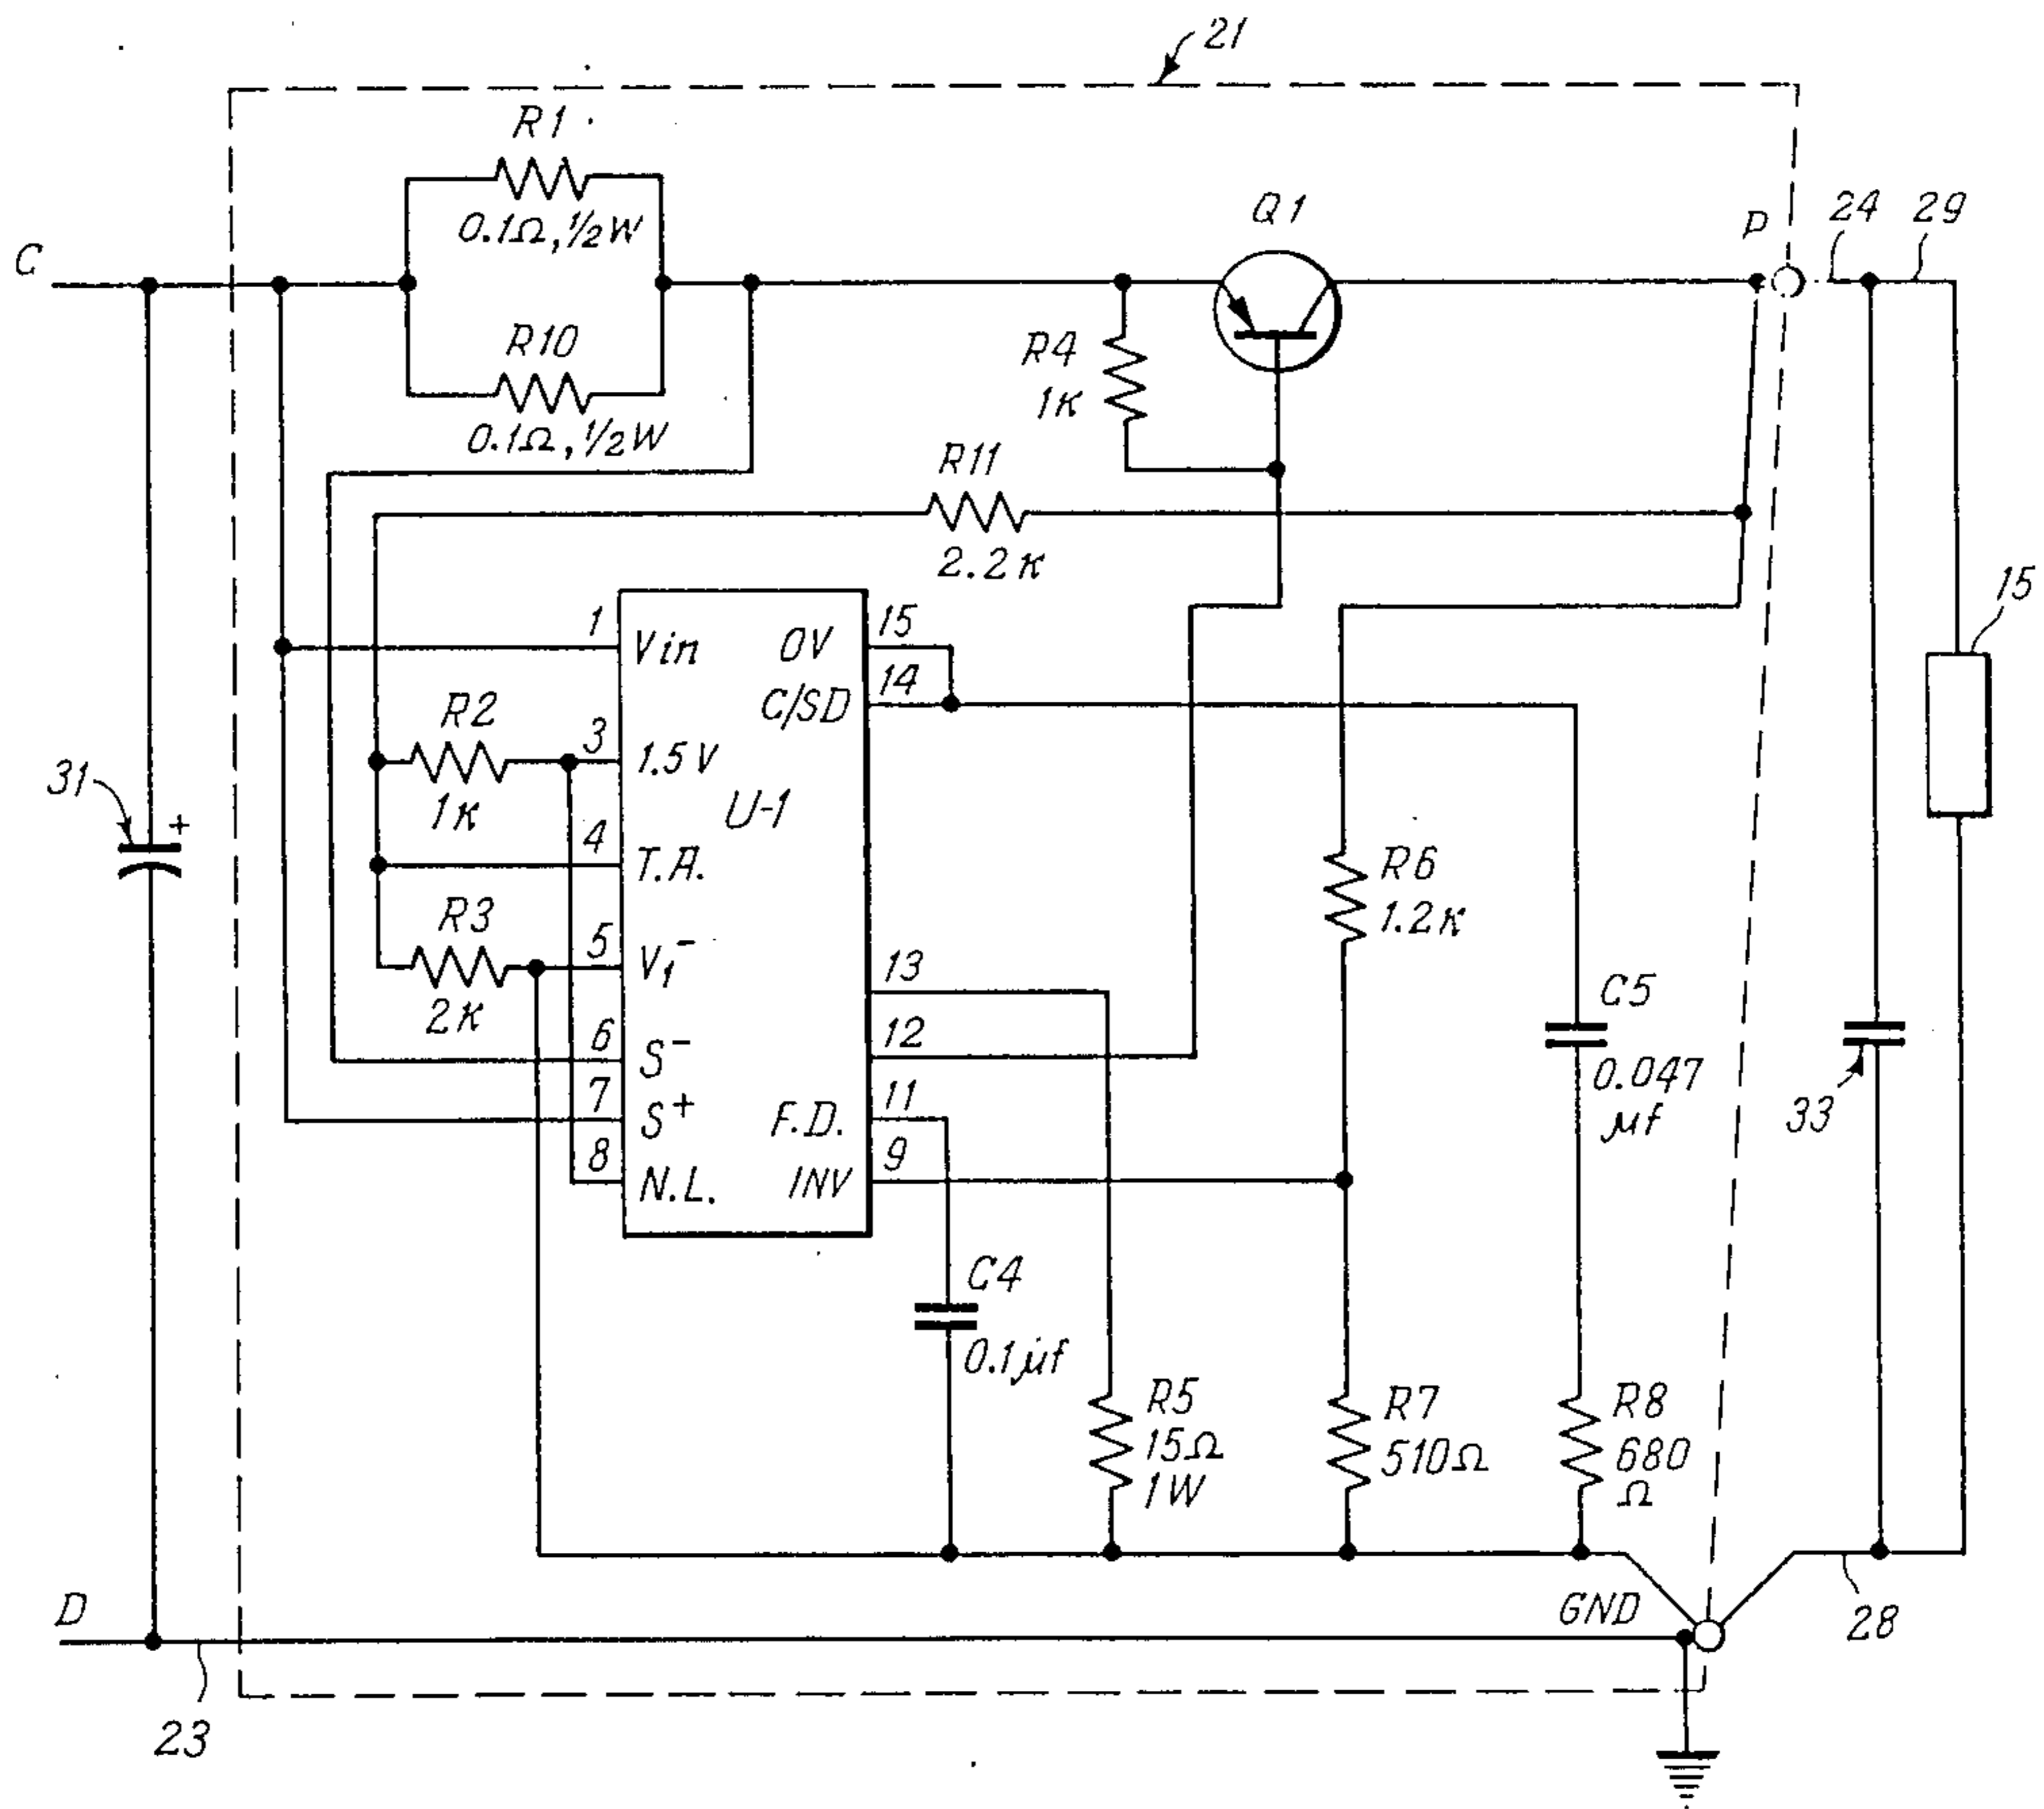 21
R1
0.1Ω, 1/2W
Q1
P
24
29
C
R10
0.1Ω, 1/2W
R4
1K
R11
2.2K
15
1
Vin
OV
15
14
C/SD
R2
1K
3
1.5V
U-1
31
+
4
T.A.
R6
1.2K
R3
2K
5
V1-
13
C5
0.047
μf
6
S-
12
7
S+
11
F.D.
33
8
N.L.
9
INV
C4
0.1μf
R5
15Ω
1W
R7
510Ω
R8
680
Ω
D
GND
28
23